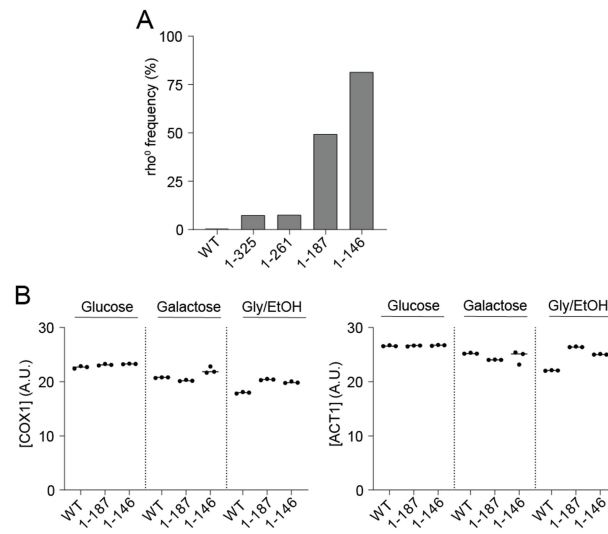 A
100
75
50
25
0
rho⁰ frequency (%)
WT 1-325 1-261 1-187 1-146
B
Glucose Galactose Gly/EtOH
30
20
10
0
[COX1] (A.U.)
WT 1-187 1-146 WT 1-187 1-146 WT 1-187 1-146
Glucose Galactose Gly/EtOH
30
20
10
0
[ACT1] (A.U.)
WT 1-187 1-146 WT 1-187 1-146 WT 1-187 1-146